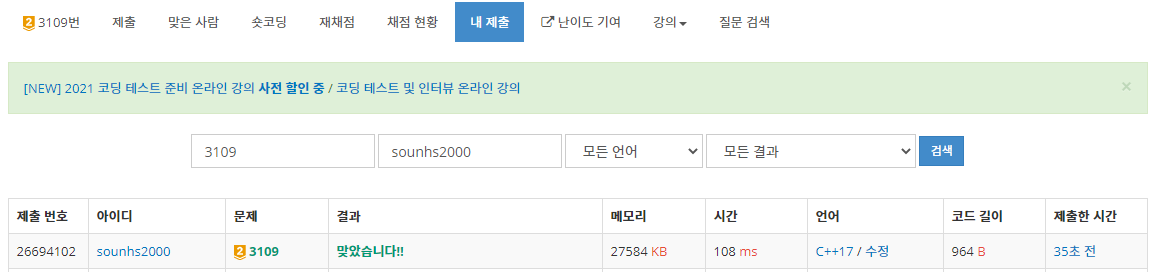 2 3109번 제출 맞은 사람 숏코딩 재채점 채점 현황 내 제출 난이도 기여 강의 질문 검색
[NEW] 2021 코딩 테스트 준비 온라인 강의 사전 할인 중 / 코딩 테스트 및 인터뷰 온라인 강의 ×
3109 sounhs2000 모든 언어 모든 결과 검색
제출 번호 아이디 문제 결과 메모리 시간 언어 코드 길이 제출한 시간
26694102 sounhs2000 2 3109 맞았습니다!! 27584 KB 108 ms C++17 / 수정 964 B 35초 전